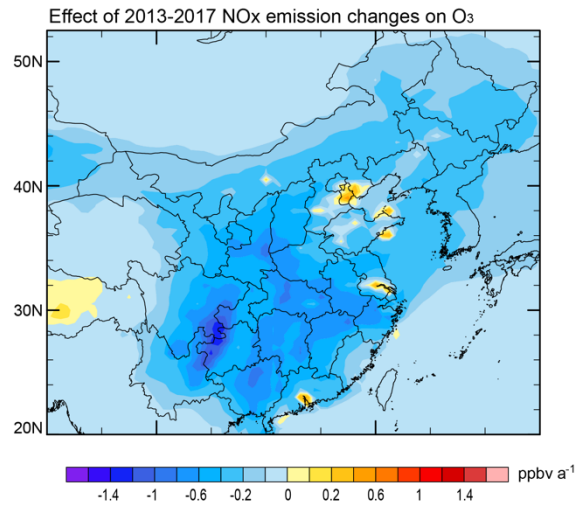 Effect of 2013-2017 NOx emission changes on O₃
50N
40N
30N
20N
ppbv a⁻¹
-1.4 -1 -0.6 -0.2 0 0.2 0.6 1 1.4